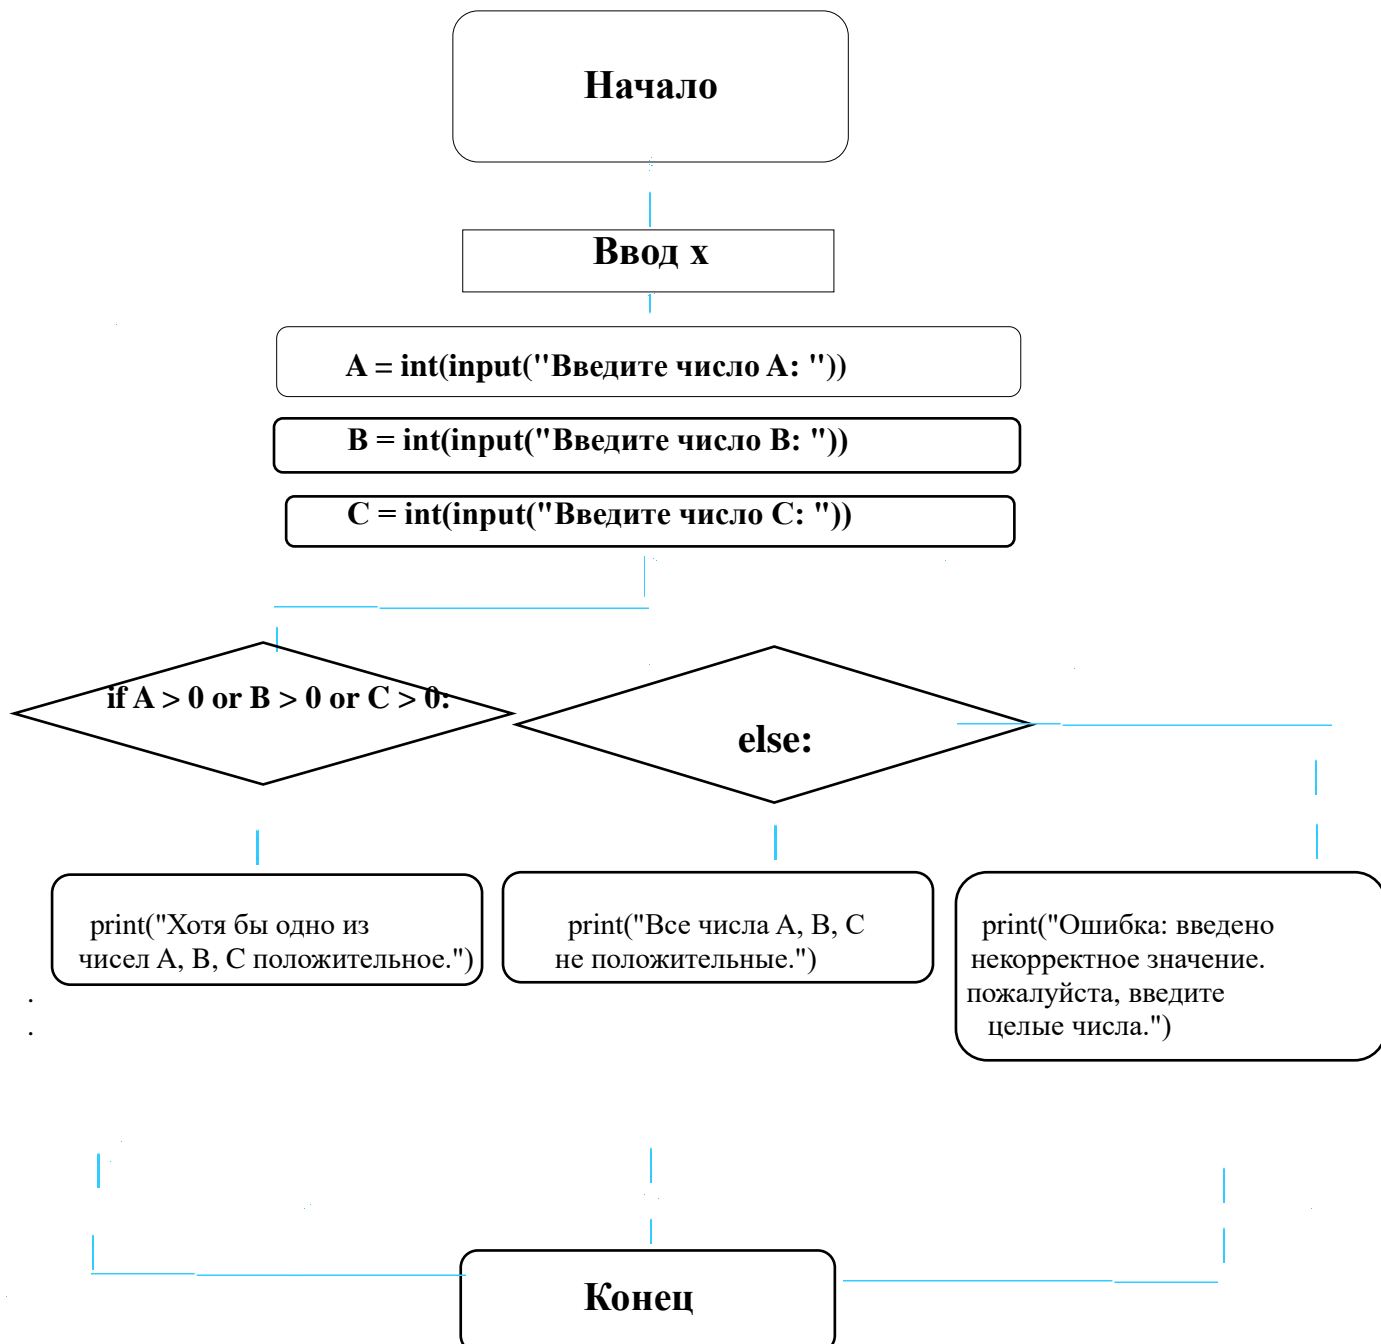 Начало
Ввод х
A = int(input("Введите число A: "))
B = int(input("Введите число B: "))
C = int(input("Введите число C: "))
if A > 0 or B > 0 or C > 0:
else:
print("Хотя бы одно из
чисел A, B, C положительное.")
print("Все числа A, B, C
не положительные.")
print("Ошибка: введено
некорректное значение.
пожалуйста, введите
целые числа.")
.
.
Конец